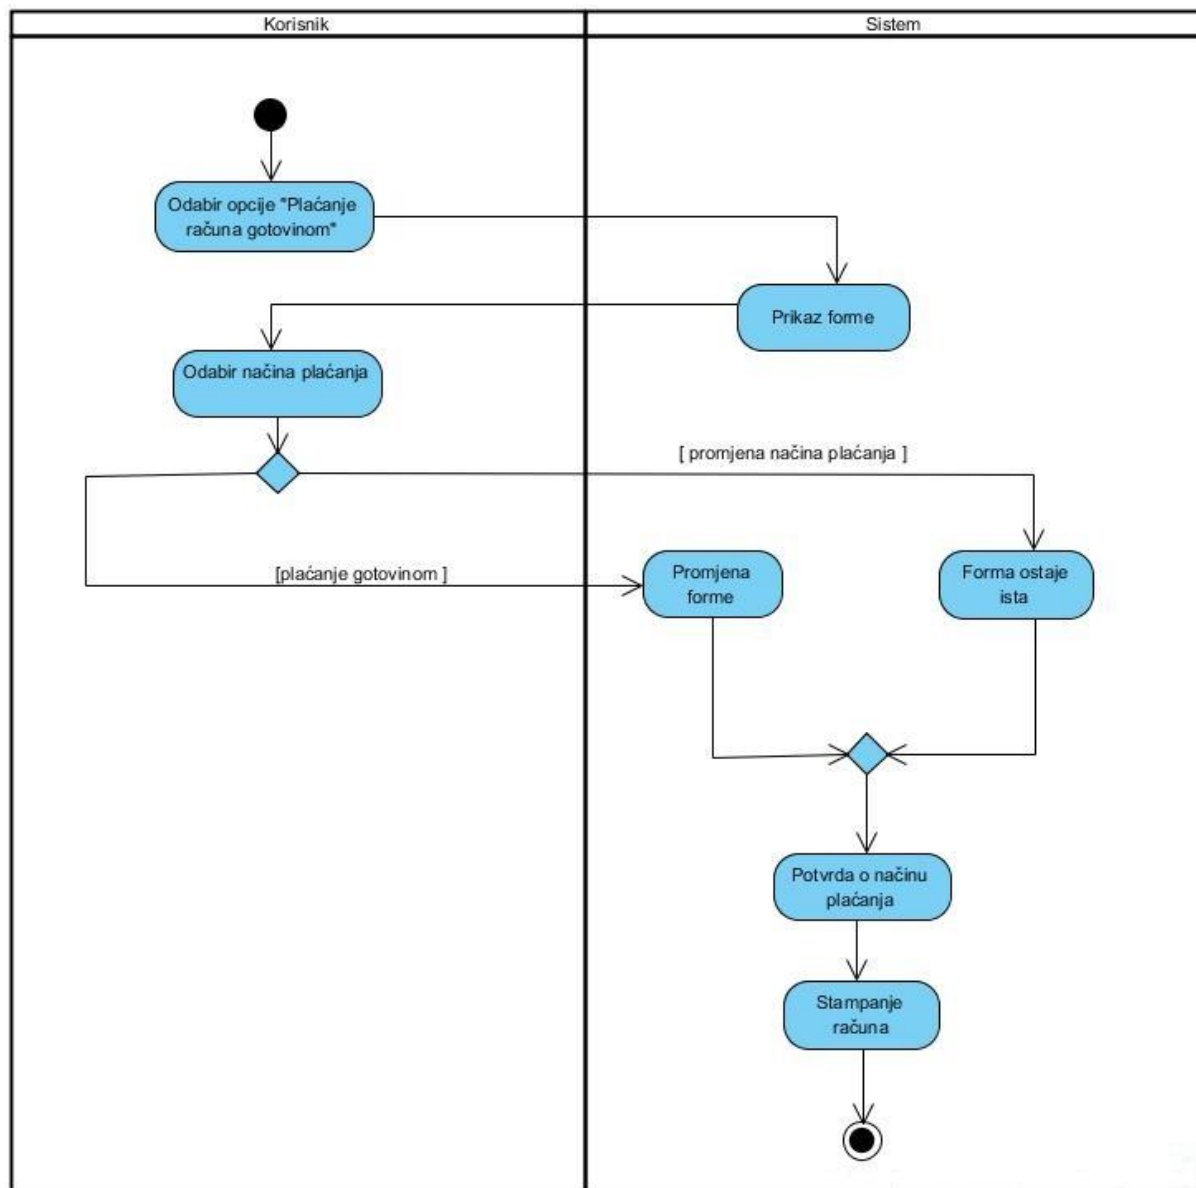 Korisnik
Sistem
Odabir opcije "Plaćanje
računa gotovinom"
Prikaz forme
Odabir načina plaćanja
[ promjena načina plaćanja ]
[plaćanje gotovinom ]
Promjena
forme
Forma ostaje
ista
Potvrda o načinu
plaćanja
Stampanje
računa